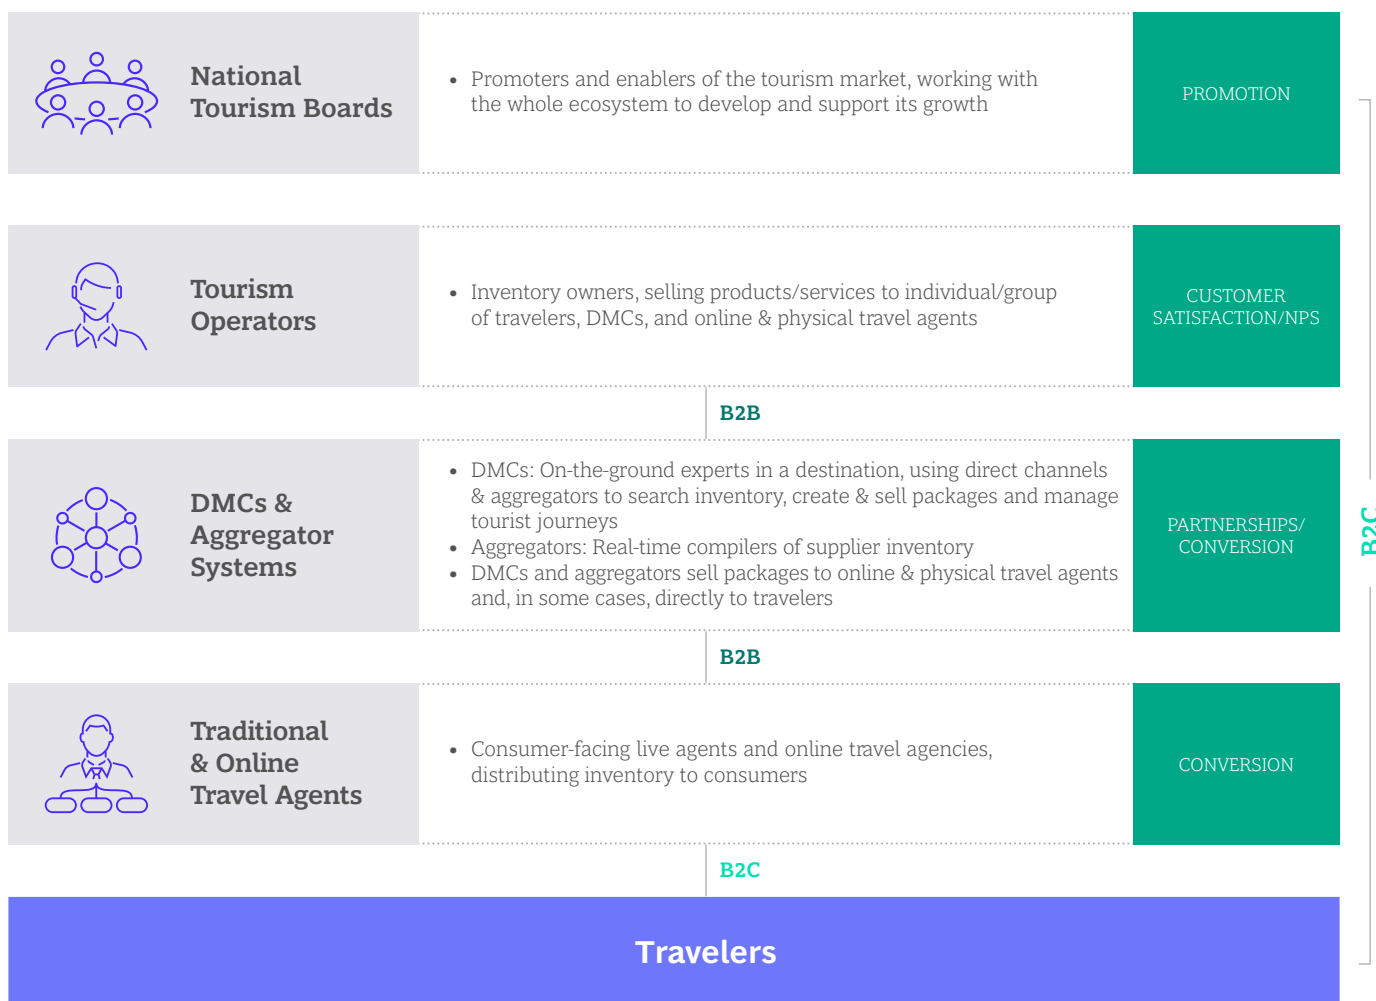 National
Tourism Boards
• Promoters and enablers of the tourism market, working with
the whole ecosystem to develop and support its growth
PROMOTION
Tourism
Operators
• Inventory owners, selling products/services to individual/group
of travelers, DMCs, and online & physical travel agents
CUSTOMER
SATISFACTION/NPS
B2B
DMCs &
Aggregator
Systems
• DMCs: On-the-ground experts in a destination, using direct channels
& aggregators to search inventory, create & sell packages and manage
tourist journeys
• Aggregators: Real-time compilers of supplier inventory
• DMCs and aggregators sell packages to online & physical travel agents
and, in some cases, directly to travelers
PARTNERSHIPS/
CONVERSION
B2C
B2B
Traditional
& Online
Travel Agents
• Consumer-facing live agents and online travel agencies,
distributing inventory to consumers
CONVERSION
B2C
Travelers